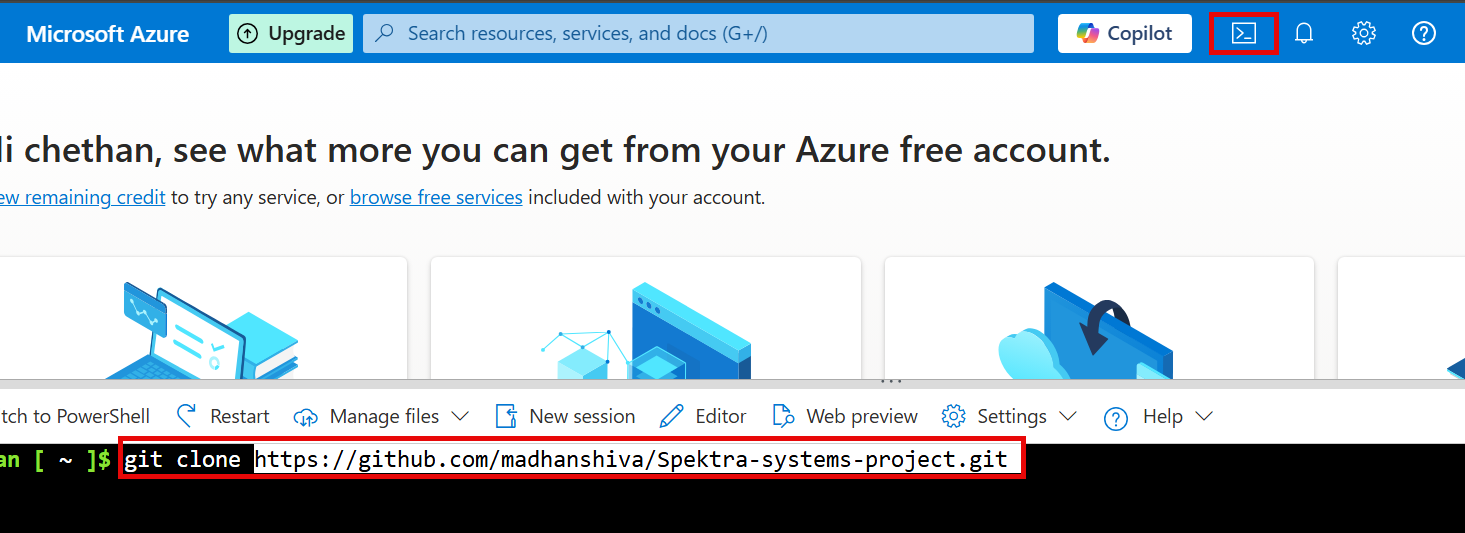 Microsoft Azure Upgrade Search resources, services, and docs (G+/) Copilot
i chethan, see what more you can get from your Azure free account.
ew remaining credit to try any service, or browse free services included with your account.
tch to PowerShell Restart Manage files New session Editor Web preview Settings Help
an [ ~ ]$ git clone https://github.com/madhanshiva/Spektra-systems-project.git